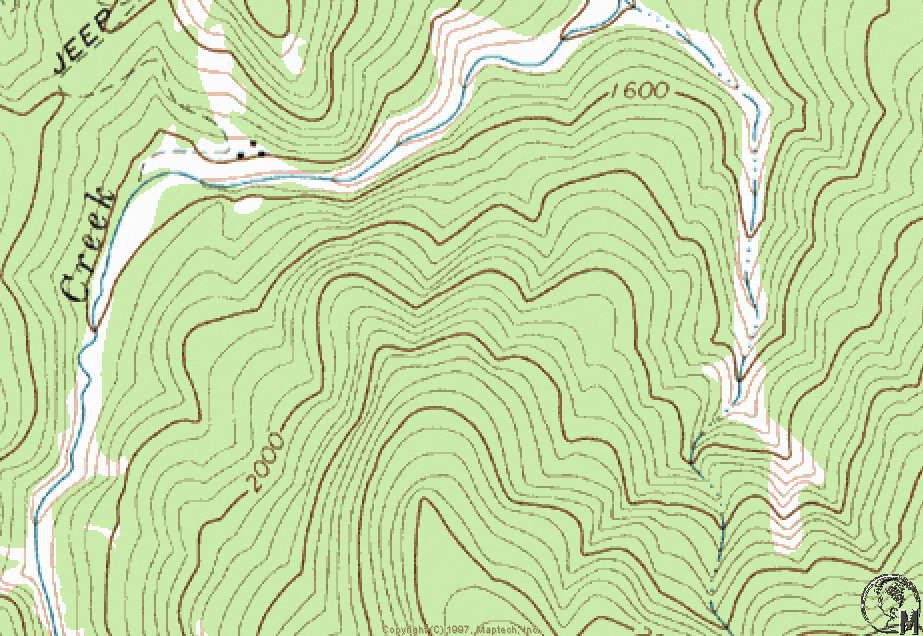 JEEP
1600
Creek
2000
Copyright (C) 1997, Maptech, Inc.
M